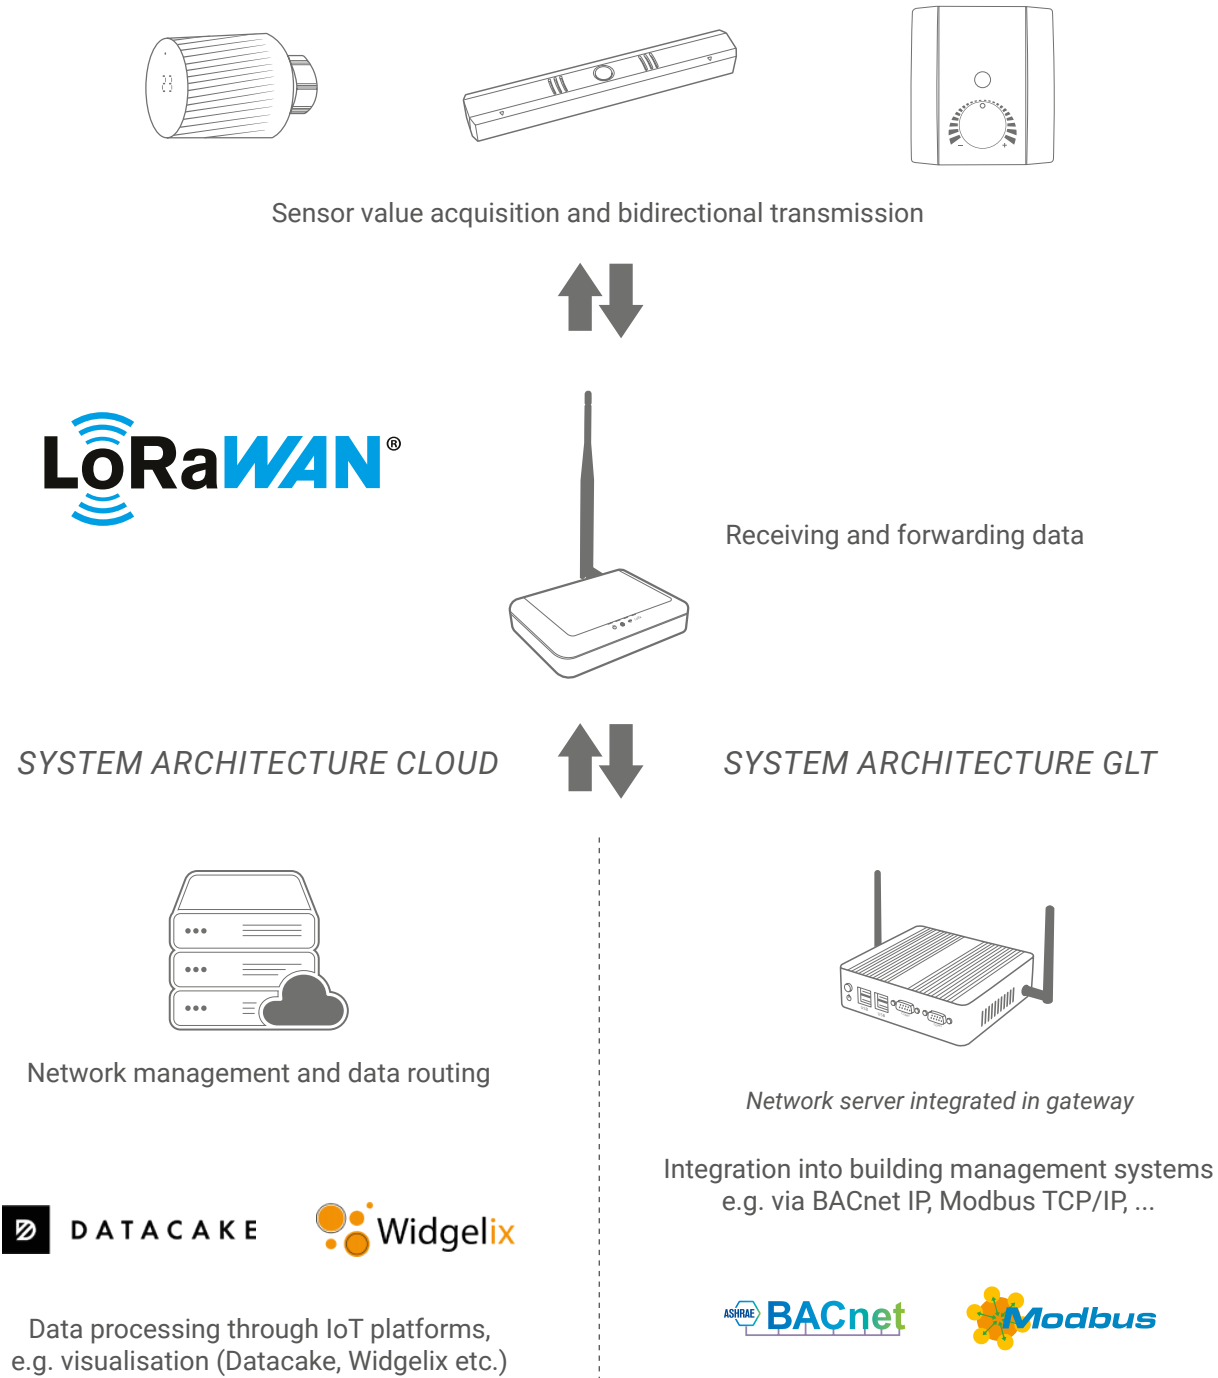 23
Sensor value acquisition and bidirectional transmission
LoRaWAN®
Receiving and forwarding data
SYSTEM ARCHITECTURE CLOUD
SYSTEM ARCHITECTURE GLT
Network management and data routing
Network server integrated in gateway
Integration into building management systems
e.g. via BACnet IP, Modbus TCP/IP, ...
DATACAKE
Widgelix
ASHRAE BACnet
Modbus
Data processing through IoT platforms,
e.g. visualisation (Datacake, Widgelix etc.)